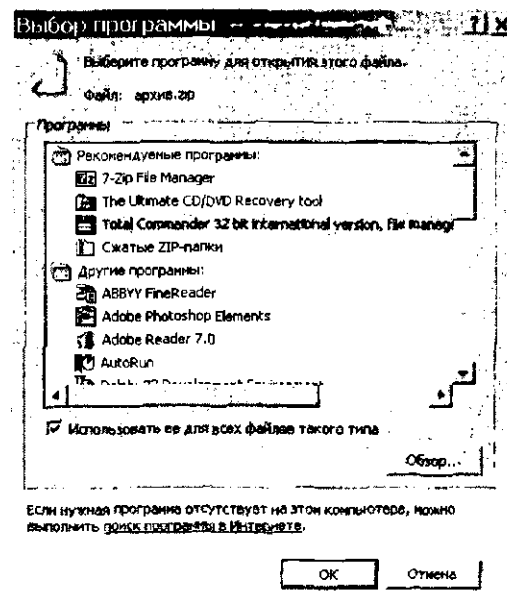 Выбор программы
Выберите программу для открытия этого файла.
Файл: архив.zip
Программы
Рекомендуемые программы:
7-Zip File Manager
The Ultimate CD/DVD Recovery tool
Total Commander 32 bit international version, file manag
Сжатые ZIP-папки
Другие программы:
ABBYY FineReader
Adobe Photoshop Elements
Adobe Reader 7.0
AutoRun
Использовать ее для всех файлов такого типа
Обзор...
Если нужная программа отсутствует на этом компьютере, можно
выполнить поиск программы в Интернете.
OK
Отмена